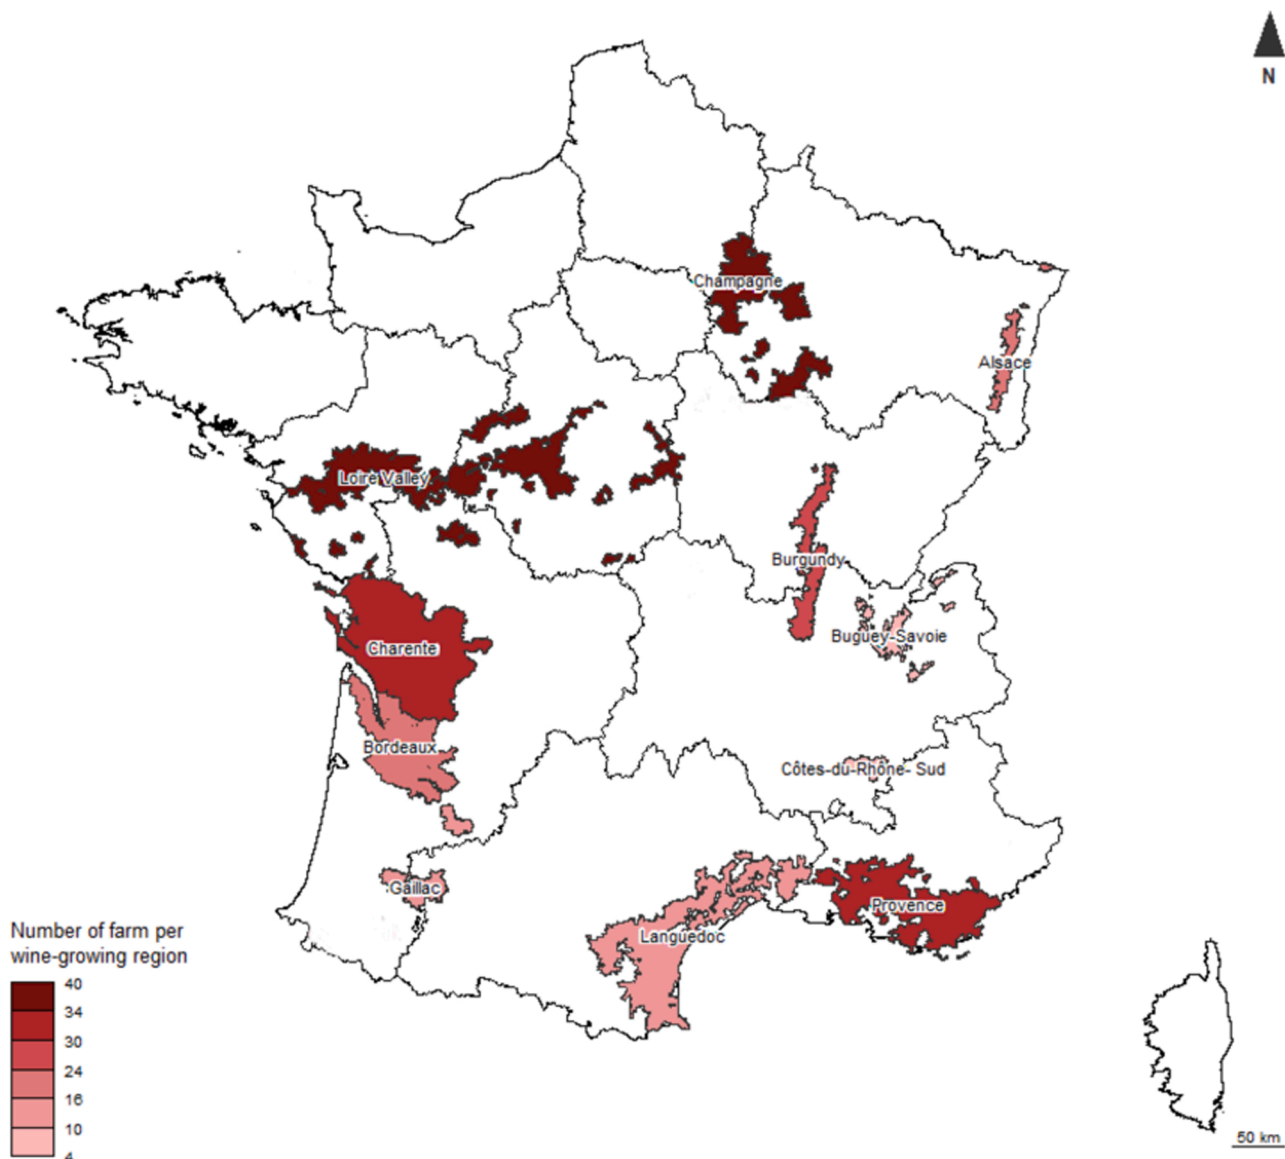 N
Champagne
Alsace
Loire Valley
Burgundy
Buguey-Savoie
Charente
Bordeaux
Côtes-du-Rhône- Sud
Gaillac
Provence
Languedoc
Number of farm per
wine-growing region
40
34
30
24
16
10
4
50 km